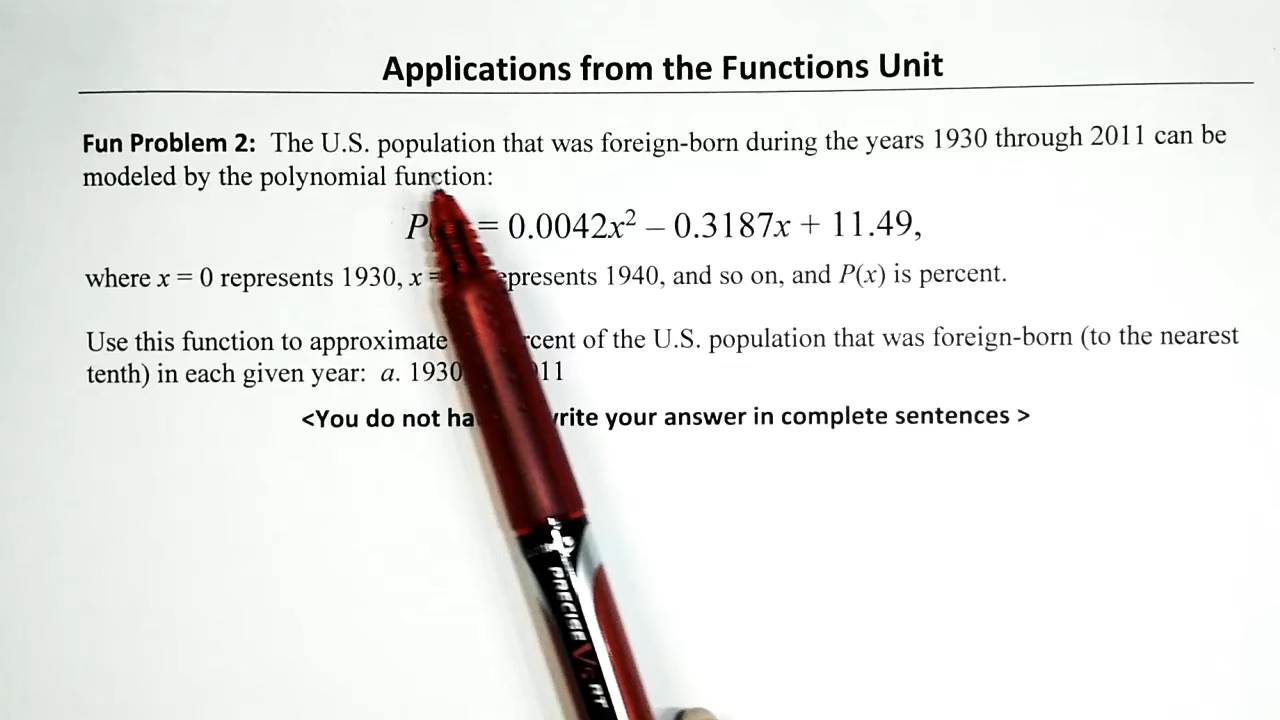 Applications from the Functions Unit
Fun Problem 2: The U.S. population that was foreign-born during the years 1930 through 2011 can be
modeled by the polynomial function:
P = 0.0042x² – 0.3187x + 11.49,
where x = 0 represents 1930, x = presents 1940, and so on, and P(x) is percent.
Use this function to approximate rcent of the U.S. population that was foreign-born (to the nearest
tenth) in each given year: a. 1930 11
<You do not ha rite your answer in complete sentences >
PRECISE V RT